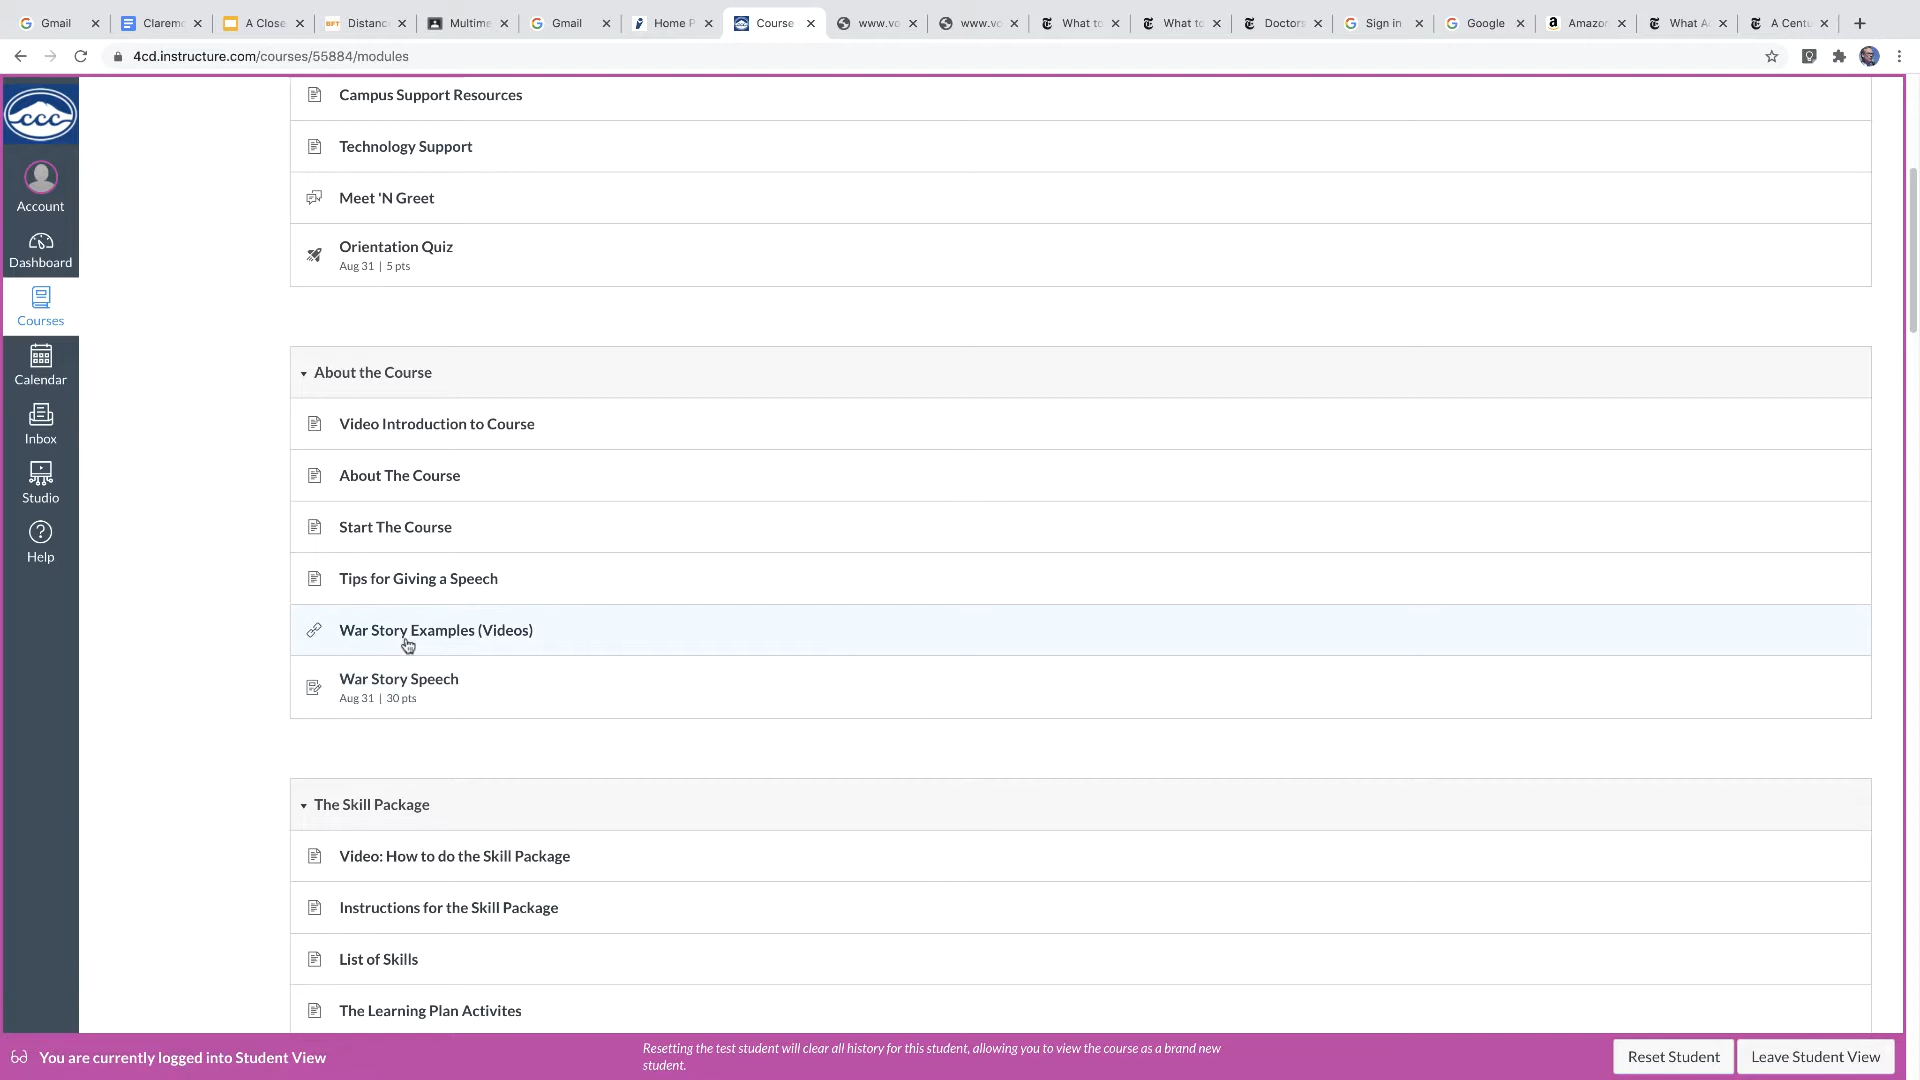 Gmail
Claremo
A Close
BFT Distanc
Multime
Gmail
Home P
Course
www.vo
www.vo
What to
What to
Doctors
Sign in
Google
Amazon
What A
A Centu
4cd.instructure.com/courses/55884/modules
CCC
Account
Dashboard
Courses
Calendar
Inbox
Studio
Help
Campus Support Resources
Technology Support
Meet 'N Greet
Orientation Quiz
Aug 31 | 5 pts
About the Course
Video Introduction to Course
About The Course
Start The Course
Tips for Giving a Speech
War Story Examples (Videos)
War Story Speech
Aug 31 | 30 pts
The Skill Package
Video: How to do the Skill Package
Instructions for the Skill Package
List of Skills
The Learning Plan Activites
You are currently logged into Student View
Resetting the test student will clear all history for this student, allowing you to view the course as a brand new
student.
Reset Student
Leave Student View